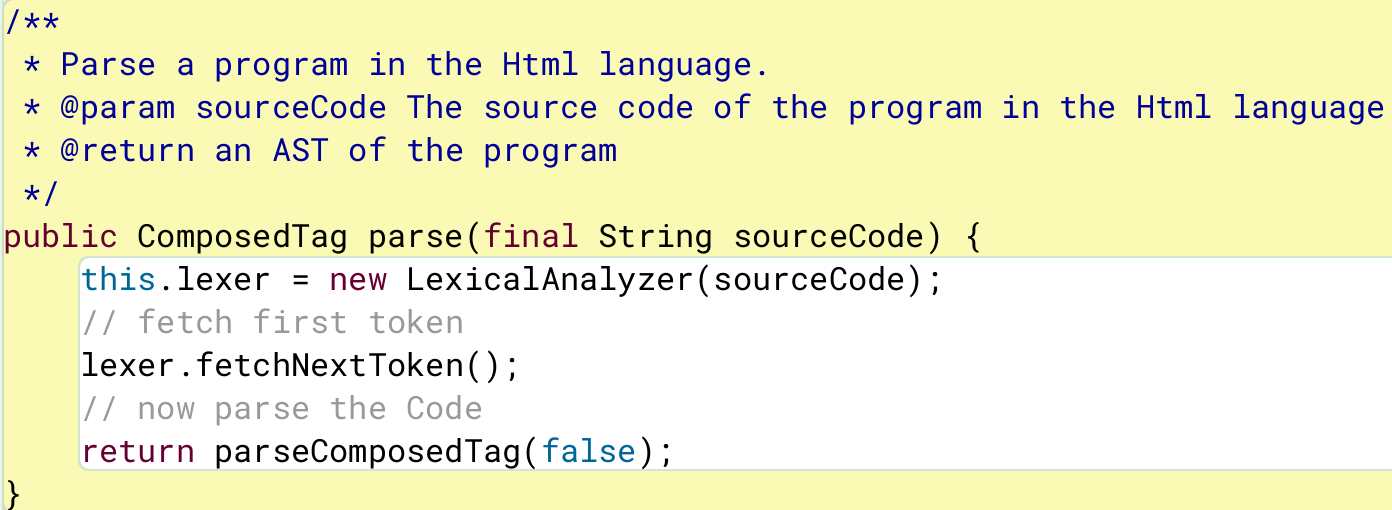 /**
 * Parse a program in the Html language.
 * @param sourceCode The source code of the program in the Html language
 * @return an AST of the program
 */
public ComposedTag parse(final String sourceCode) {
    this.lexer = new LexicalAnalyzer(sourceCode);
    // fetch first token
    lexer.fetchNextToken();
    // now parse the Code
    return parseComposedTag(false);
}